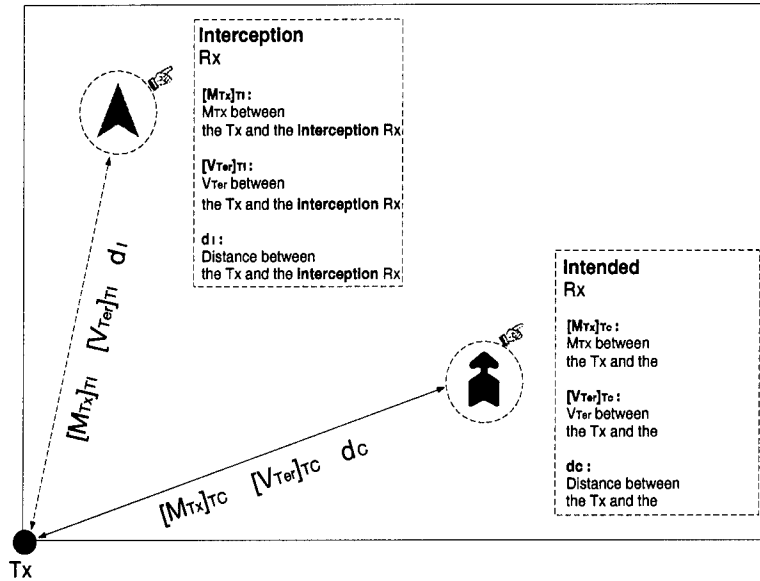 Interception
Rx
[MTx]TI :
MTX between
the Tx and the Interception Rx
[VTer]TI :
VTer between
the Tx and the Interception Rx
dI :
Distance between
the Tx and the Interception Rx
Intended
Rx
[MTx]Tc :
MTX between
the Tx and the
[VTer]Tc :
VTer between
the Tx and the
dc :
Distance between
the Tx and the
[MTx]TI [VTer]TI dI
[MTx]TC [VTer]TC dC
Tx